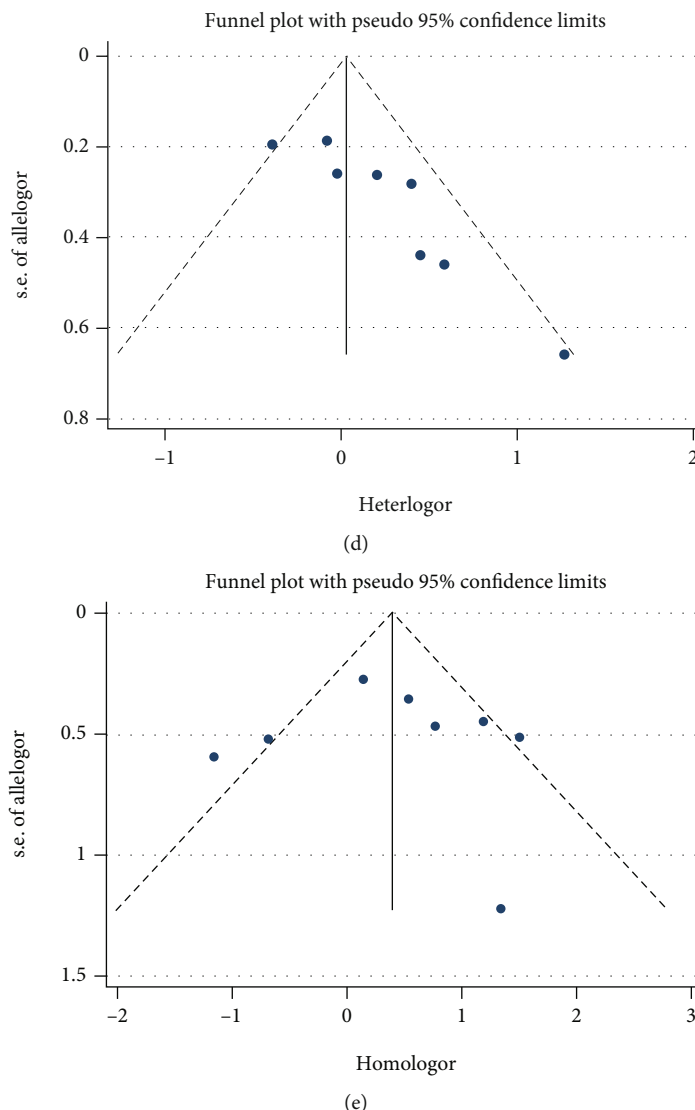 Funnel plot with pseudo 95% confidence limits
0
0.2
0.4
0.6
0.8
s.e. of allelogor
–1
0
1
2
Heterlogor
(d)
Funnel plot with pseudo 95% confidence limits
0
0.5
1
1.5
s.e. of allelogor
–2
–1
0
1
2
3
Homologor
(e)